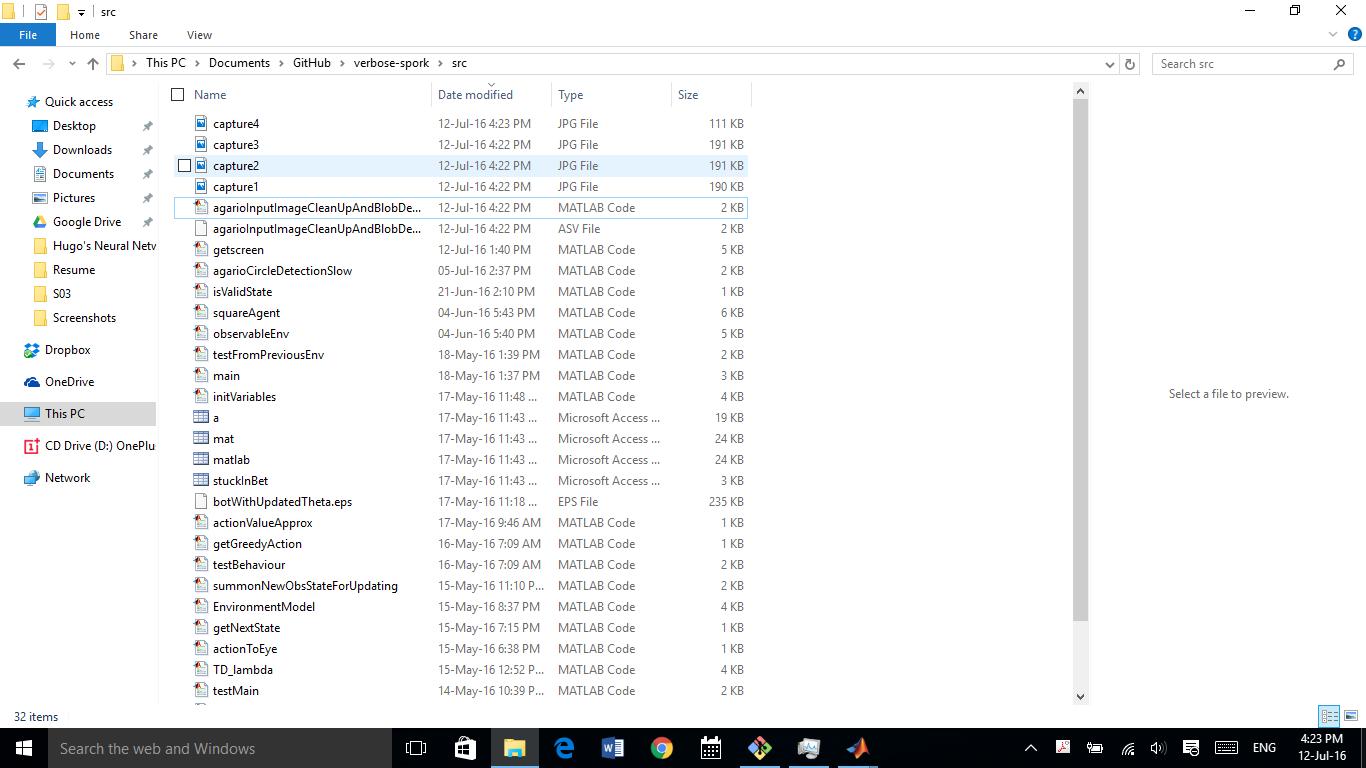 src
File Home Share View
This PC Documents GitHub verbose-spork src
Search src
Quick access
Desktop
Downloads
Documents
Pictures
Google Drive
Hugo's Neural Netw
Resume
S03
Screenshots
Dropbox
OneDrive
This PC
CD Drive (D:) OnePlu
Network
Name Date modified Type Size
capture4 12-Jul-16 4:23 PM JPG File 111 KB
capture3 12-Jul-16 4:22 PM JPG File 191 KB
capture2 12-Jul-16 4:22 PM JPG File 191 KB
capture1 12-Jul-16 4:22 PM JPG File 190 KB
agarioInputImageCleanUpAndBlobDe... 12-Jul-16 4:22 PM MATLAB Code 2 KB
agarioInputImageCleanUpAndBlobDe... 12-Jul-16 4:22 PM ASV File 2 KB
getscreen 12-Jul-16 1:40 PM MATLAB Code 5 KB
agarioCircleDetectionSlow 05-Jul-16 2:37 PM MATLAB Code 2 KB
isValidState 21-Jun-16 2:10 PM MATLAB Code 1 KB
squareAgent 04-Jun-16 5:43 PM MATLAB Code 6 KB
observableEnv 04-Jun-16 5:40 PM MATLAB Code 5 KB
testFromPreviousEnv 18-May-16 1:39 PM MATLAB Code 2 KB
main 18-May-16 1:37 PM MATLAB Code 3 KB
initVariables 17-May-16 11:48 ... MATLAB Code 4 KB
a 17-May-16 11:43 ... Microsoft Access ... 19 KB
mat 17-May-16 11:43 ... Microsoft Access ... 24 KB
matlab 17-May-16 11:43 ... Microsoft Access ... 24 KB
stuckInBet 17-May-16 11:43 ... Microsoft Access ... 3 KB
botWithUpdatedTheta.eps 17-May-16 11:18 ... EPS File 235 KB
actionValueApprox 17-May-16 9:46 AM MATLAB Code 1 KB
getGreedyAction 16-May-16 7:09 AM MATLAB Code 1 KB
testBehaviour 16-May-16 7:09 AM MATLAB Code 2 KB
summonNewObsStateForUpdating 15-May-16 11:10 P... MATLAB Code 2 KB
EnvironmentModel 15-May-16 8:37 PM MATLAB Code 4 KB
getNextState 15-May-16 7:15 PM MATLAB Code 1 KB
actionToEye 15-May-16 6:38 PM MATLAB Code 1 KB
TD_lambda 15-May-16 12:52 P... MATLAB Code 4 KB
testMain 14-May-16 10:39 P... MATLAB Code 2 KB
Select a file to preview.
32 items
Search the web and Windows
ENG
4:23 PM
12-Jul-16